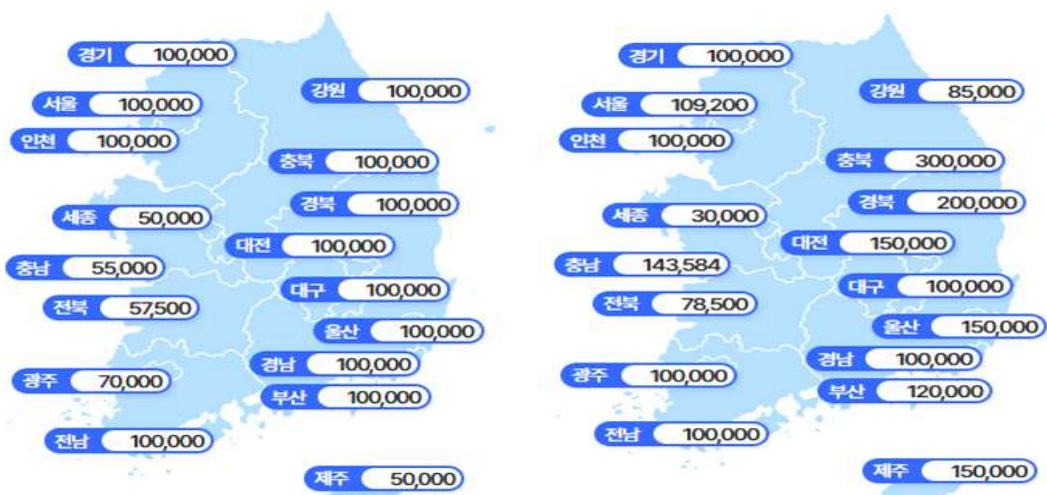 경기 100,000
강원 100,000
서울 100,000
인천 100,000
충북 100,000
경북 100,000
세종 50,000
대전 100,000
충남 55,000
대구 100,000
전북 57,500
울산 100,000
경남 100,000
광주 70,000
부산 100,000
전남 100,000
제주 50,000
경기 100,000
강원 85,000
서울 109,200
인천 100,000
충북 300,000
경북 200,000
세종 30,000
대전 150,000
충남 143,584
대구 100,000
전북 78,500
울산 150,000
경남 100,000
광주 100,000
부산 120,000
전남 100,000
제주 150,000